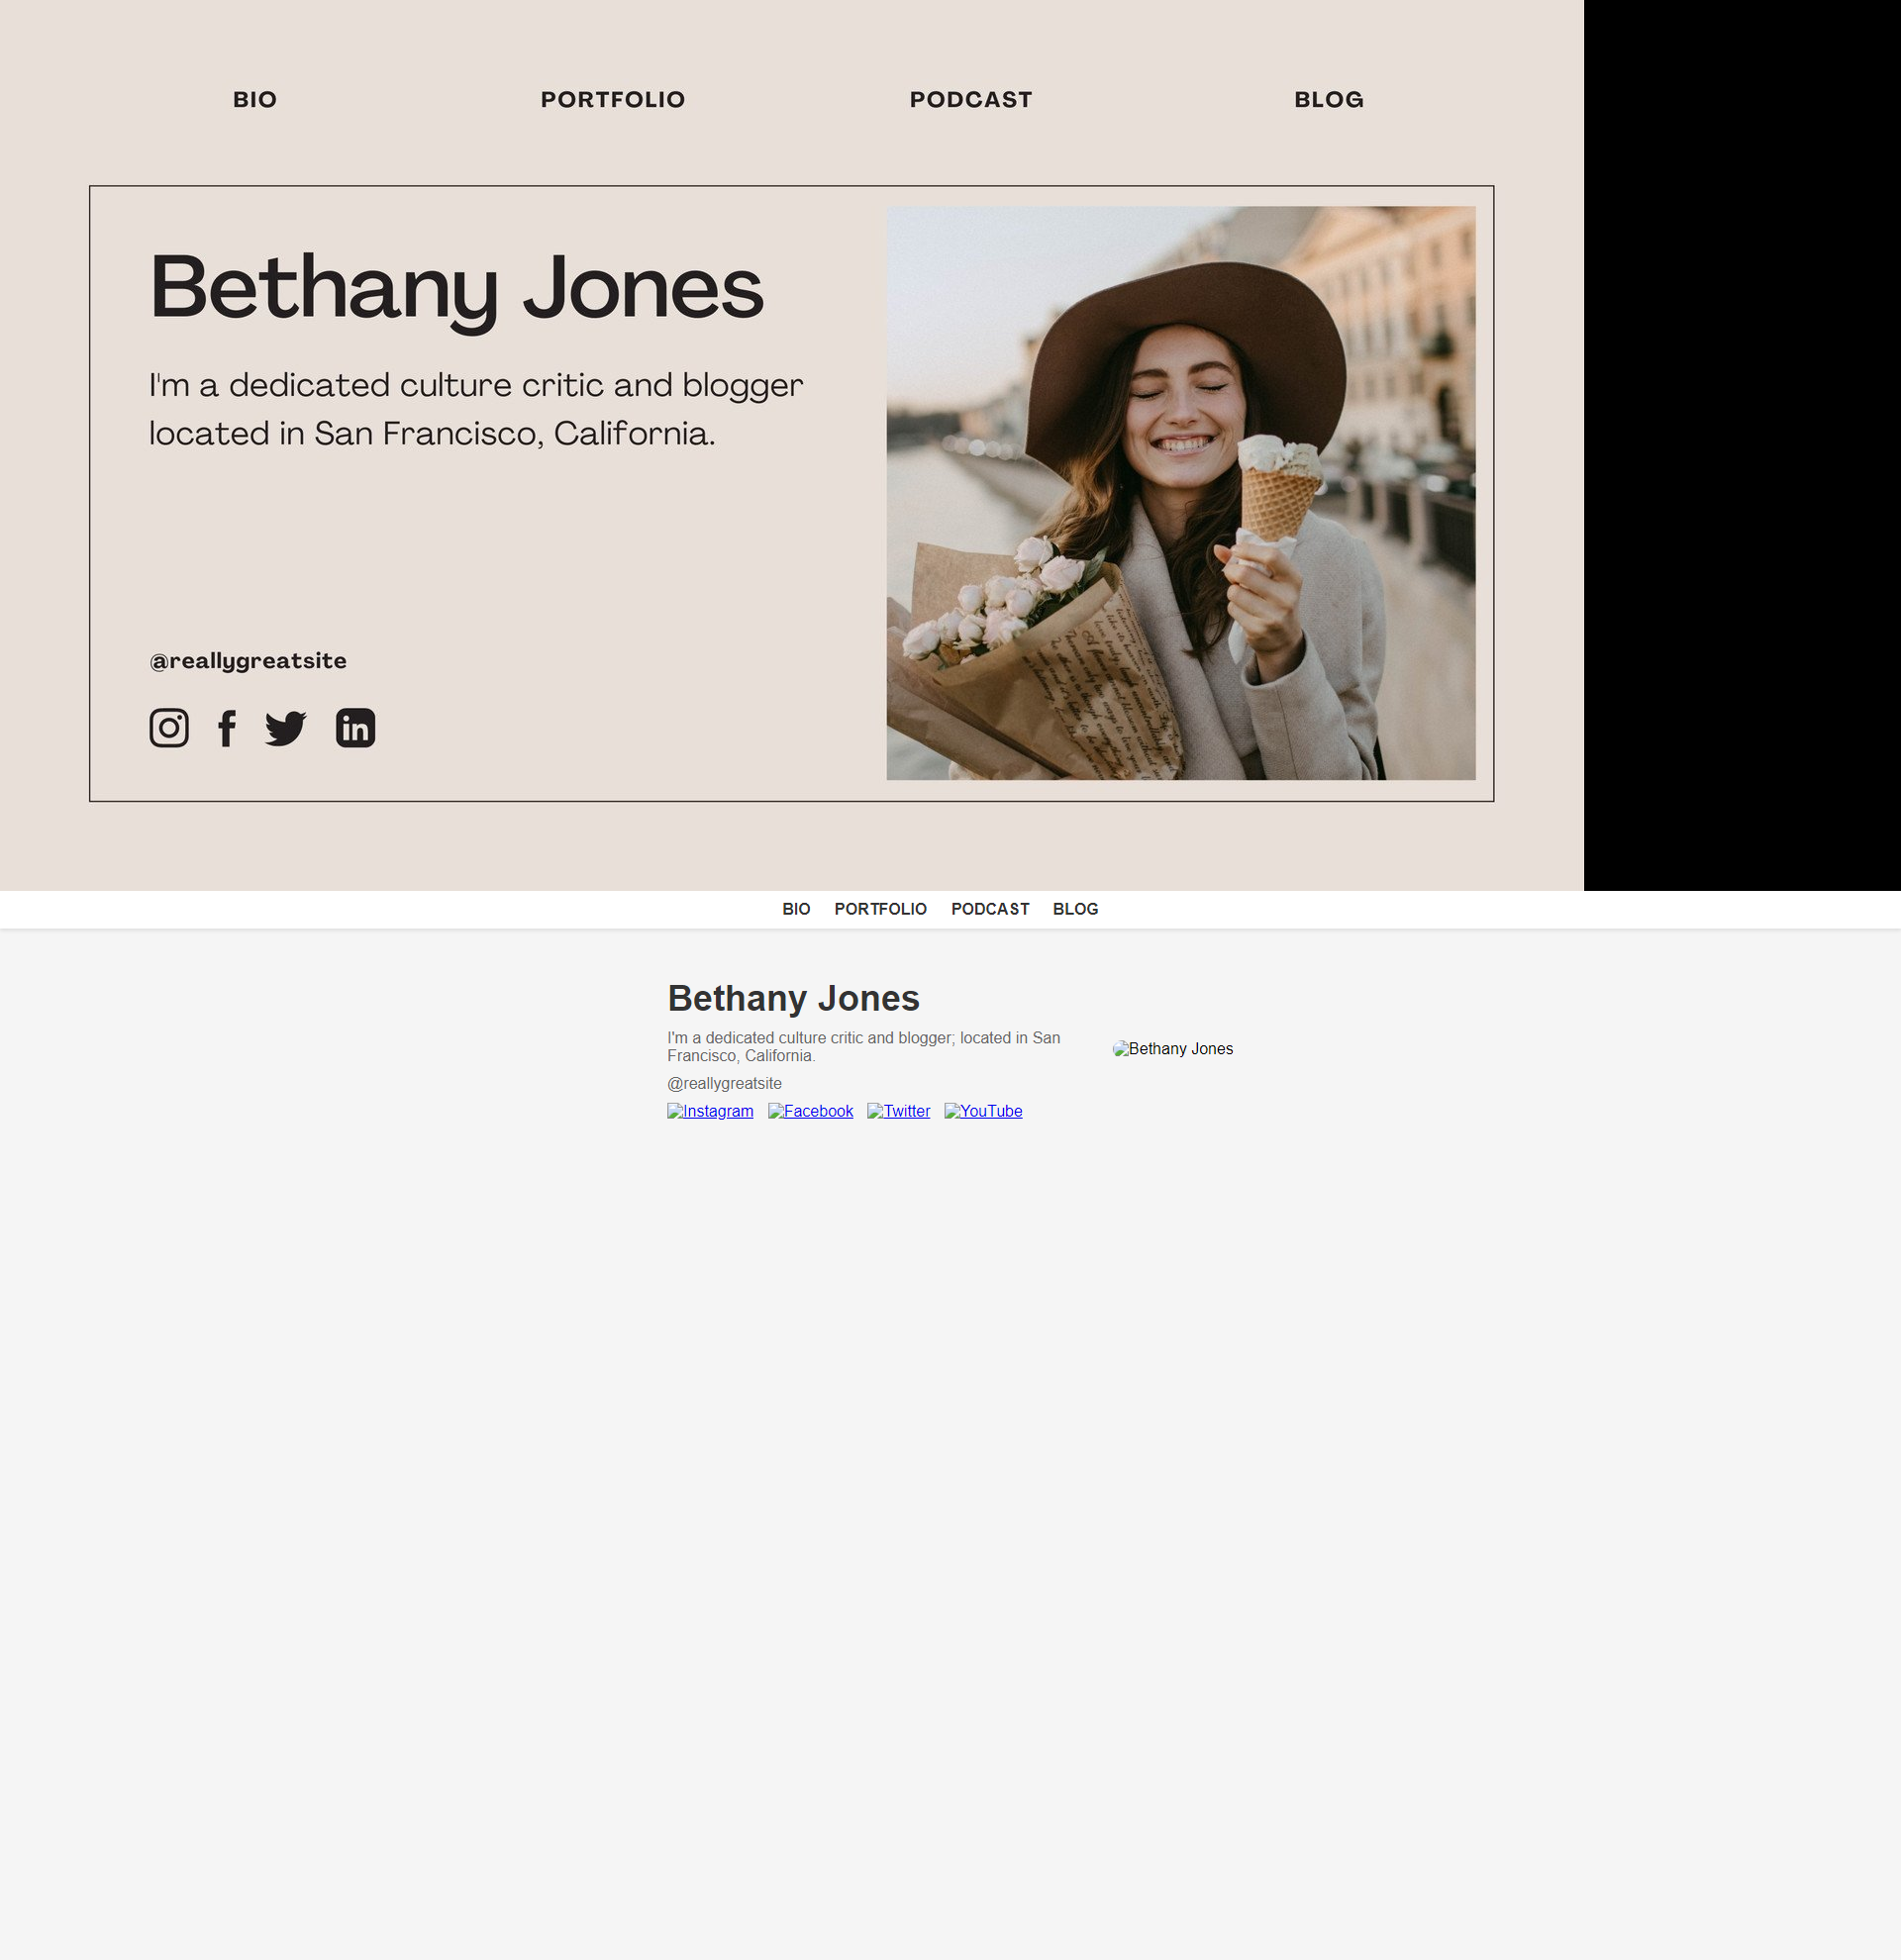 BIO PORTFOLIO PODCAST BLOG
Bethany Jones
I'm a dedicated culture critic and blogger
located in San Francisco, California.
@reallygreatsite
BIO PORTFOLIO PODCAST BLOG
Bethany Jones
I'm a dedicated culture critic and blogger; located in San
Francisco, California.
Bethany Jones
@reallygreatsite
Instagram Facebook Twitter YouTube